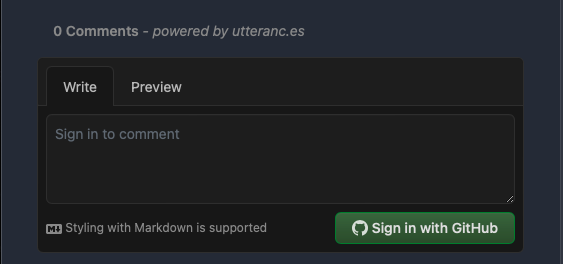 0 Comments - powered by utteranc.es
Write Preview
Sign in to comment
Styling with Markdown is supported
Sign in with GitHub